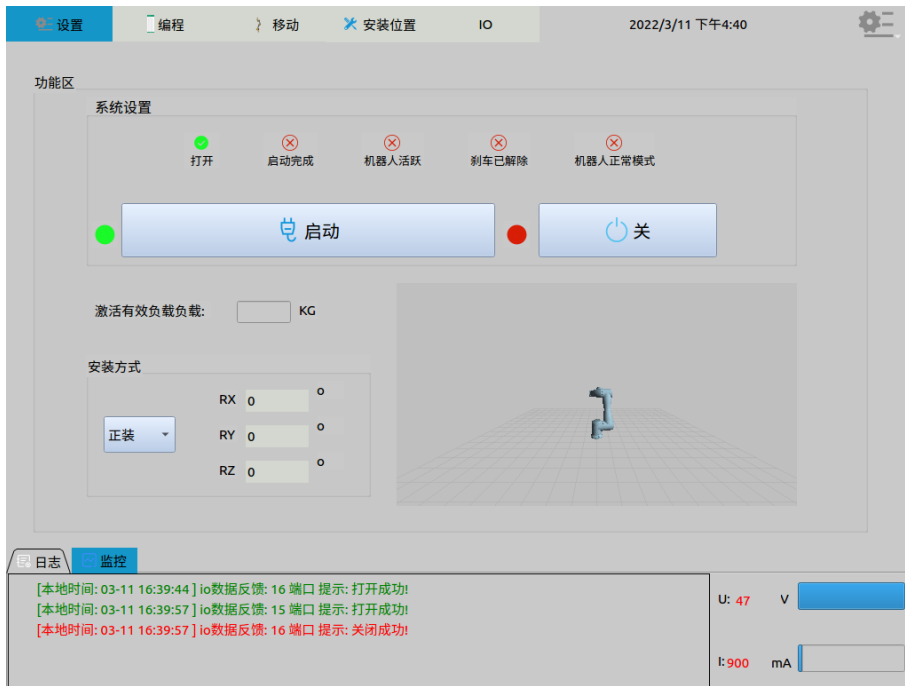 设置 编程 移动 安装位置 IO 2022/3/11 下午4:40
功能区
系统设置
打开 启动完成 机器人活跃 刹车已解除 机器人正常模式
启动 关
激活有效负载负载: KG
安装方式
RX 0 o
正装 RY 0 o
RZ 0 o
日志 监控
[本地时间: 03-11 16:39:44 ] io数据反馈: 16 端口 提示: 打开成功!
[本地时间: 03-11 16:39:57 ] io数据反馈: 15 端口 提示: 打开成功!
[本地时间: 03-11 16:39:57 ] io数据反馈: 16 端口 提示: 关闭成功!
U: 47 V
I: 900 mA